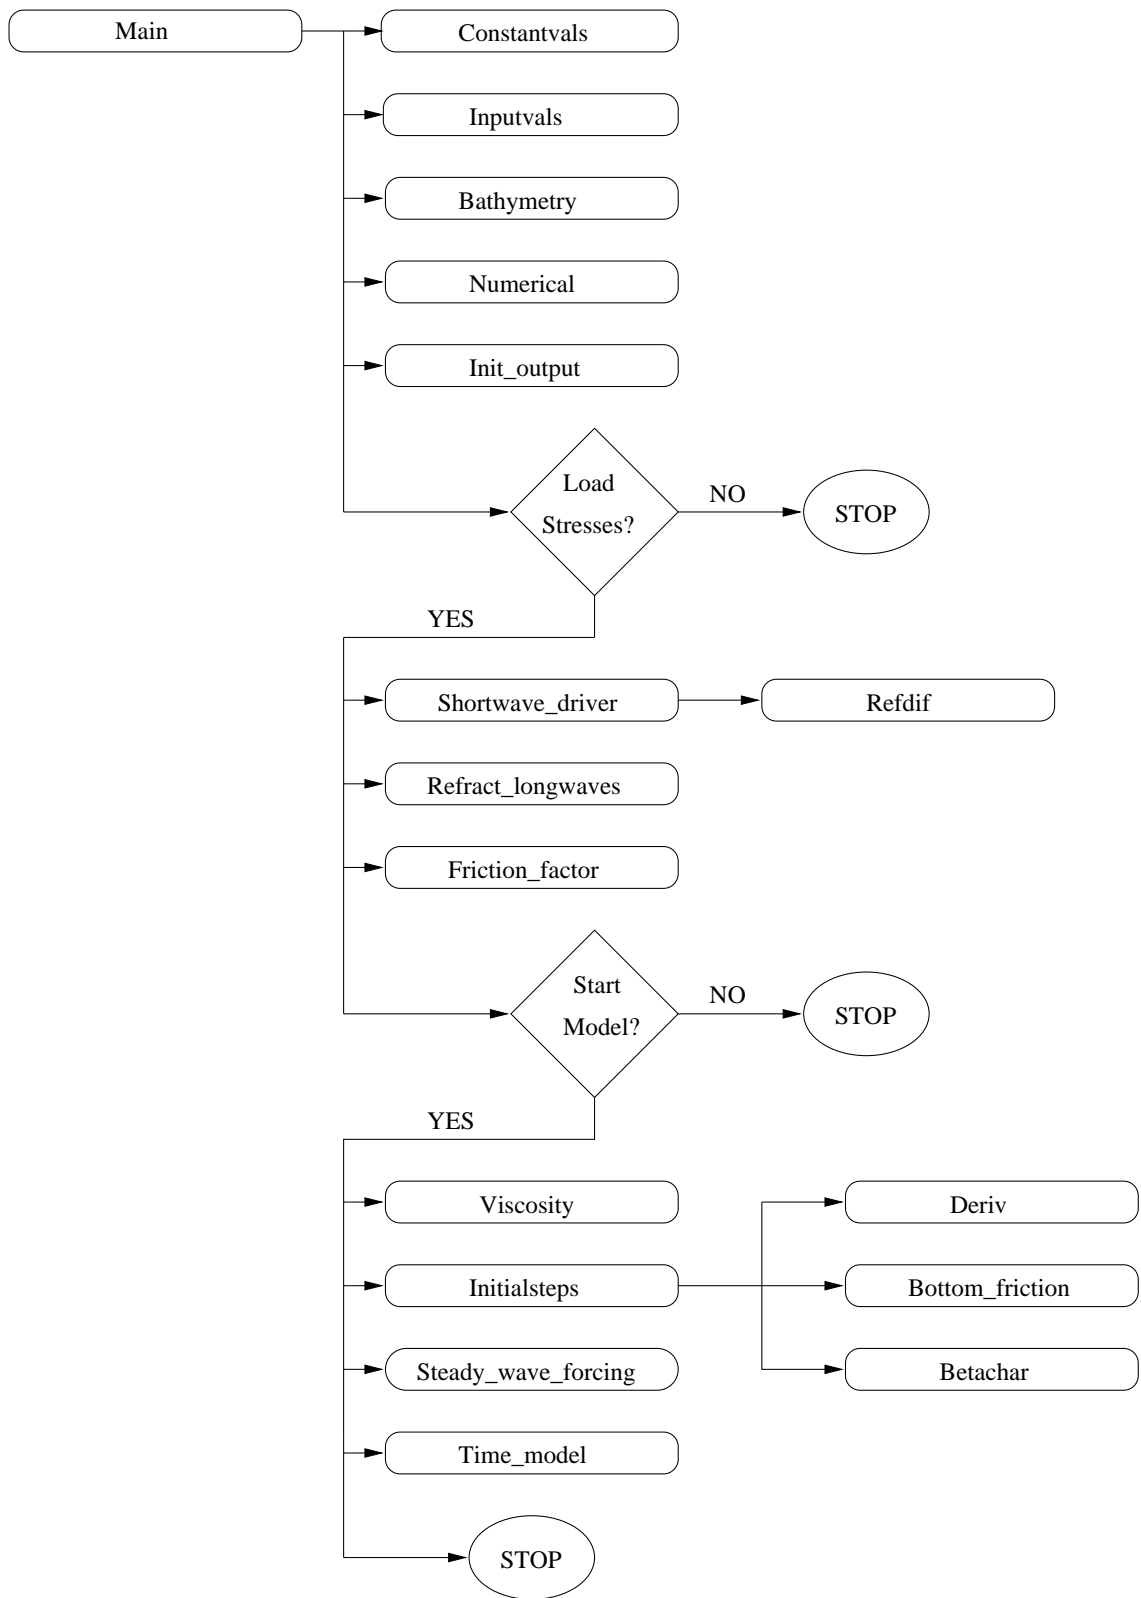 Main
Constantvals
Inputvals
Bathymetry
Numerical
Init_output
Load
Stresses?
NO
STOP
YES
Shortwave_driver
Refdif
Refract_longwaves
Friction_factor
Start
Model?
NO
STOP
YES
Viscosity
Deriv
Initialsteps
Bottom_friction
Steady_wave_forcing
Betachar
Time_model
STOP